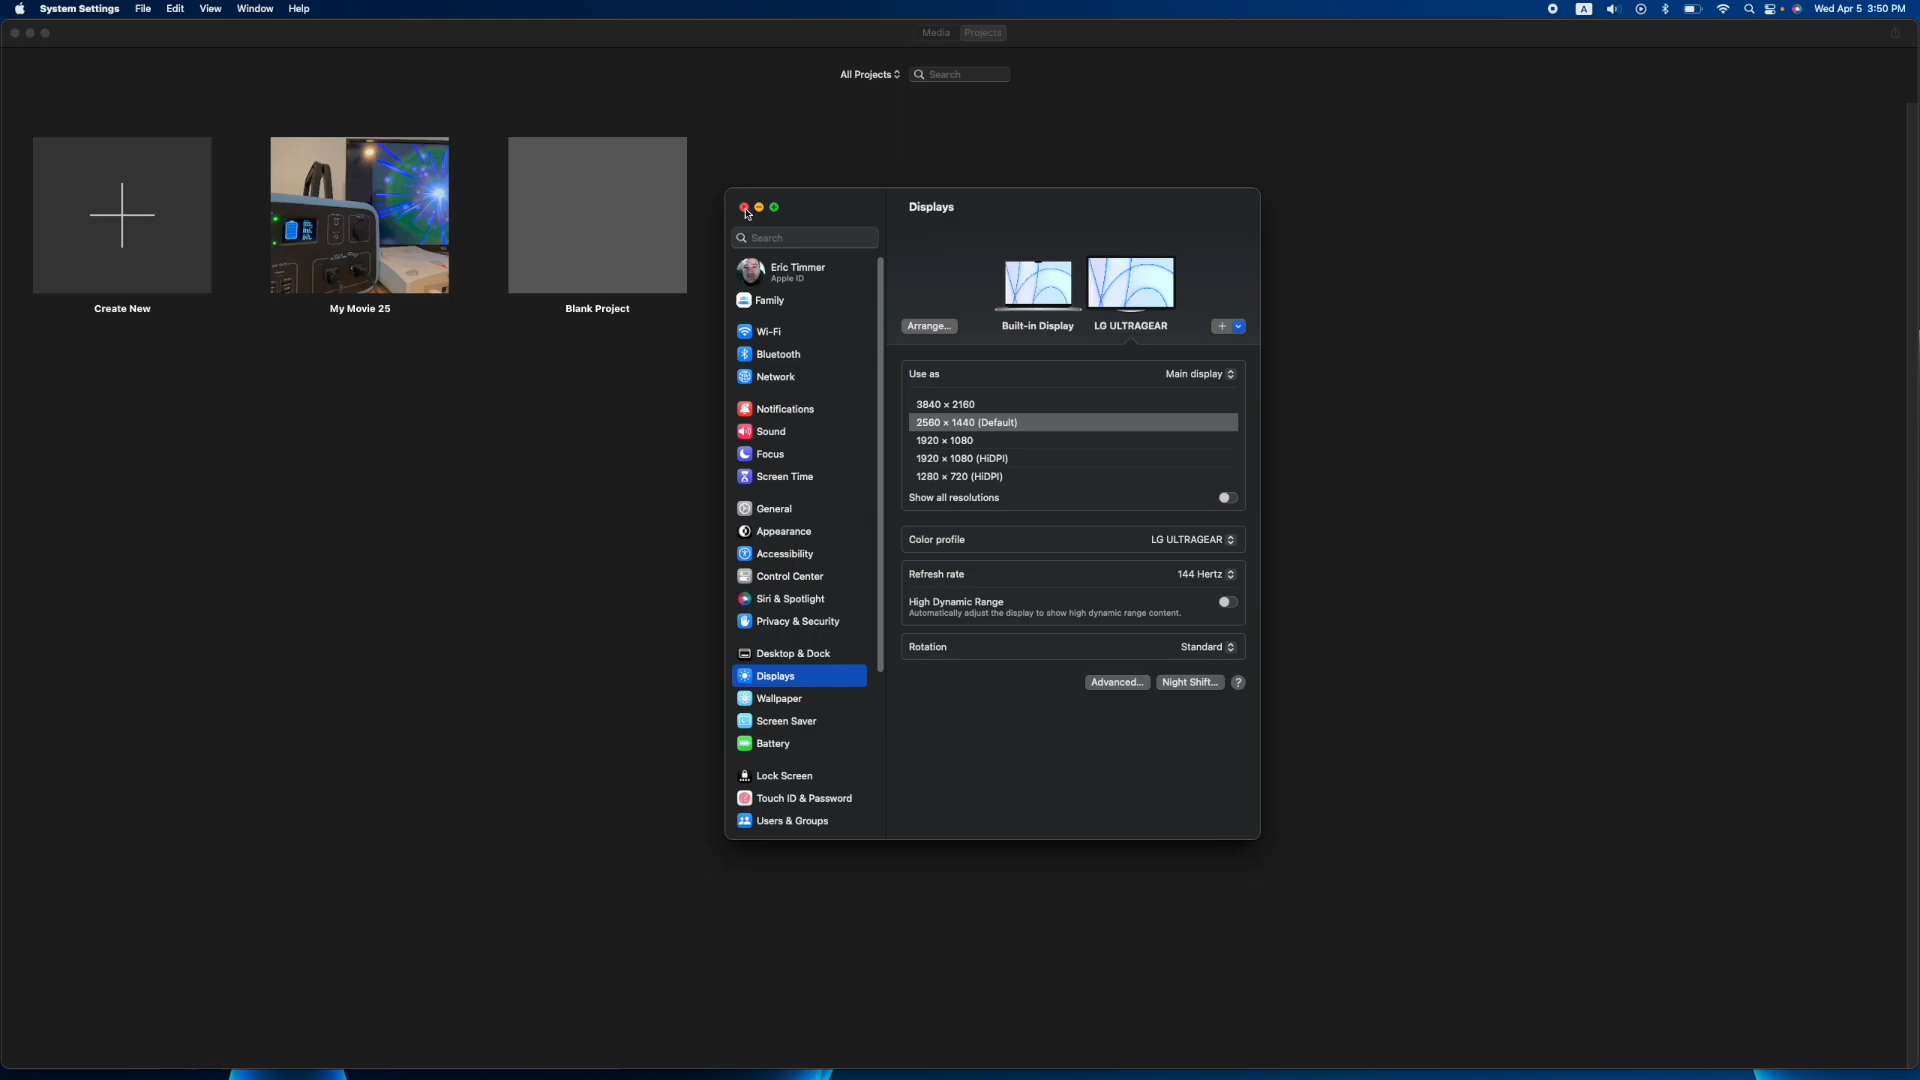 System Settings File Edit View Window Help
A Wed Apr 5 3:50 PM
Media Projects
All Projects Search
Create New
My Movie 25
Blank Project
Search
Eric Timmer
Apple ID
Family
Wi-Fi
Bluetooth
Network
Notifications
Sound
Focus
Screen Time
General
Appearance
Accessibility
Control Center
Siri & Spotlight
Privacy & Security
Desktop & Dock
Displays
Wallpaper
Screen Saver
Battery
Lock Screen
Touch ID & Password
Users & Groups
Displays
Arrange... Built-in Display LG ULTRAGEAR
Use as Main display
3840 × 2160
2560 × 1440 (Default)
1920 × 1080
1920 × 1080 (HiDPI)
1280 × 720 (HiDPI)
Show all resolutions
Color profile LG ULTRAGEAR
Refresh rate 144 Hertz
High Dynamic Range
Automatically adjust the display to show high dynamic range content.
Rotation Standard
Advanced... Night Shift... ?